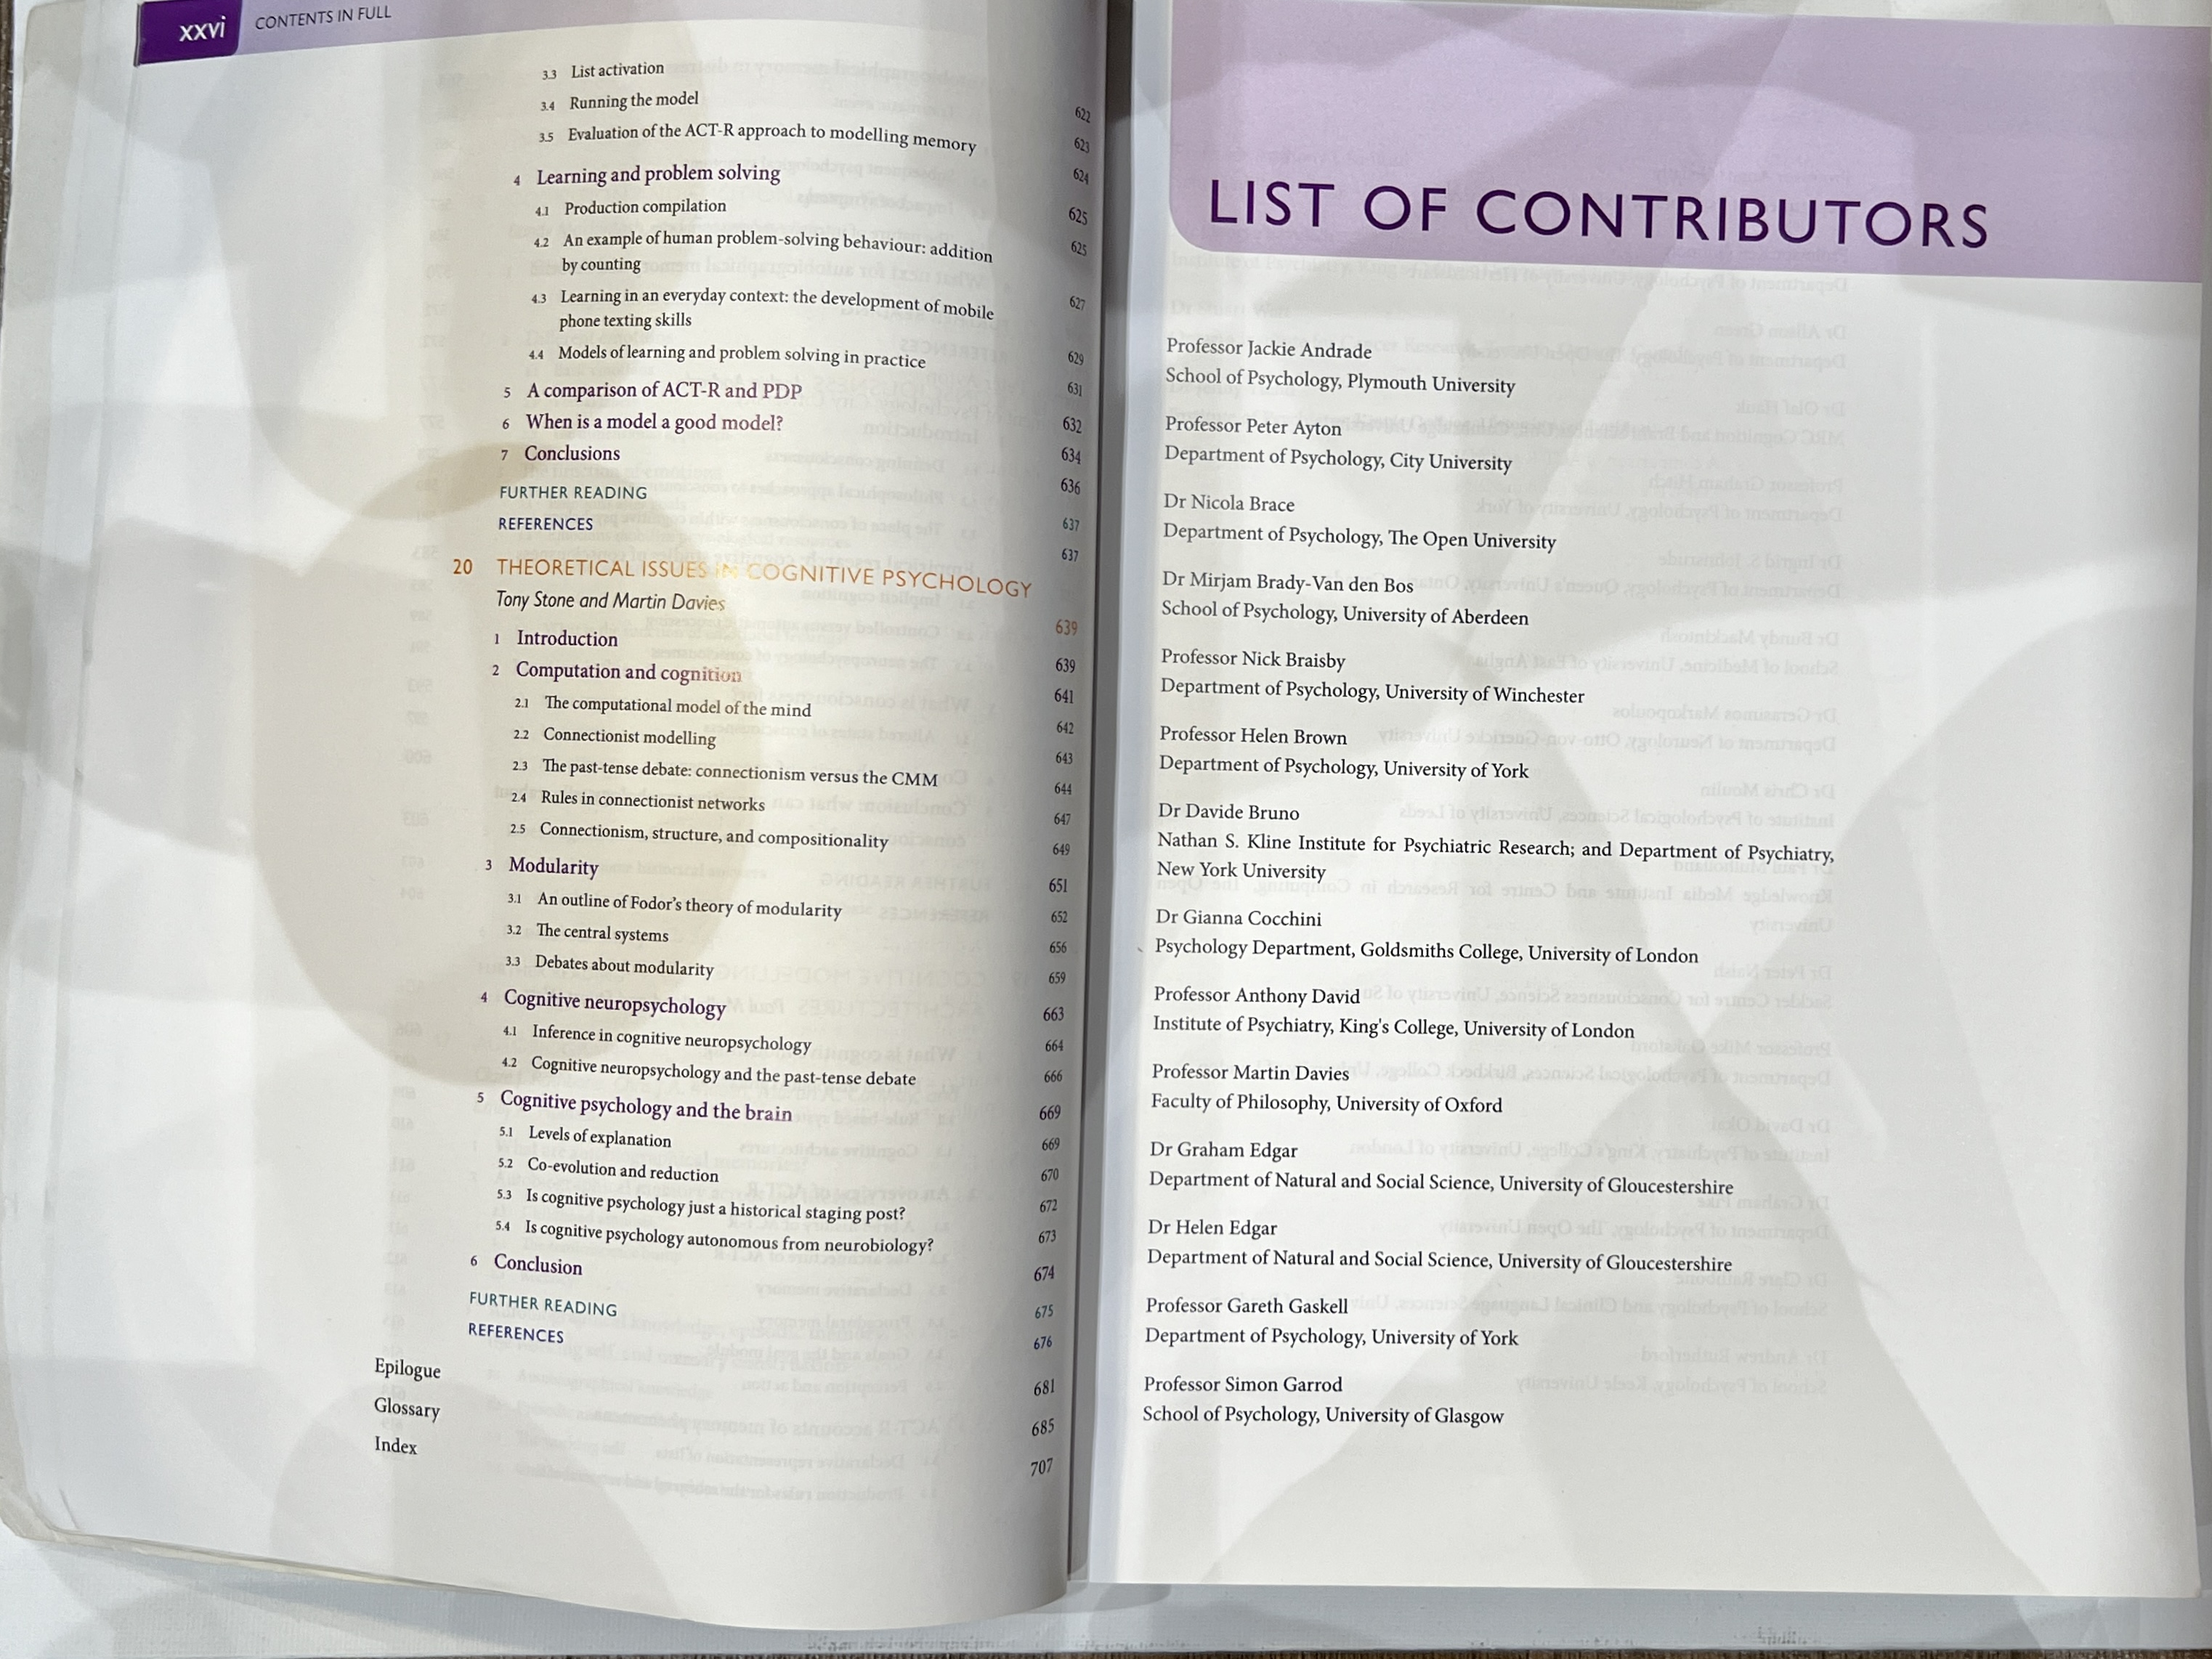 xxvi CONTENTS IN FULL
3.3 List activation 622
3.4 Running the model 623
3.5 Evaluation of the ACT-R approach to modelling memory 624
4 Learning and problem solving 625
4.1 Production compilation 625
4.2 An example of human problem-solving behaviour: addition
by counting 627
4.3 Learning in an everyday context: the development of mobile
phone texting skills 629
4.4 Models of learning and problem solving in practice 631
5 A comparison of ACT-R and PDP 632
6 When is a model a good model? 634
7 Conclusions 636
FURTHER READING 637
REFERENCES 637
20 THEORETICAL ISSUES IN COGNITIVE PSYCHOLOGY
Tony Stone and Martin Davies 639
1 Introduction 639
2 Computation and cognition 641
2.1 The computational model of the mind 642
2.2 Connectionist modelling 643
2.3 The past-tense debate: connectionism versus the CMM 644
2.4 Rules in connectionist networks 647
2.5 Connectionism, structure, and compositionality 649
3 Modularity 651
3.1 An outline of Fodor's theory of modularity 652
3.2 The central systems 656
3.3 Debates about modularity 659
4 Cognitive neuropsychology 663
4.1 Inference in cognitive neuropsychology 664
4.2 Cognitive neuropsychology and the past-tense debate 666
5 Cognitive psychology and the brain 669
5.1 Levels of explanation 669
5.2 Co-evolution and reduction 670
5.3 Is cognitive psychology just a historical staging post? 672
5.4 Is cognitive psychology autonomous from neurobiology? 673
6 Conclusion 674
FURTHER READING 675
REFERENCES 676
Epilogue 681
Glossary 685
Index 707
LIST OF CONTRIBUTORS
Professor Jackie Andrade
School of Psychology, Plymouth University
Professor Peter Ayton
Department of Psychology, City University
Dr Nicola Brace
Department of Psychology, The Open University
Dr Mirjam Brady-Van den Bos
School of Psychology, University of Aberdeen
Professor Nick Braisby
Department of Psychology, University of Winchester
Professor Helen Brown
Department of Psychology, University of York
Dr Davide Bruno
Nathan S. Kline Institute for Psychiatric Research; and Department of Psychiatry,
New York University
Dr Gianna Cocchini
Psychology Department, Goldsmiths College, University of London
Professor Anthony David
Institute of Psychiatry, King's College, University of London
Professor Martin Davies
Faculty of Philosophy, University of Oxford
Dr Graham Edgar
Department of Natural and Social Science, University of Gloucestershire
Dr Helen Edgar
Department of Natural and Social Science, University of Gloucestershire
Professor Gareth Gaskell
Department of Psychology, University of York
Professor Simon Garrod
School of Psychology, University of Glasgow